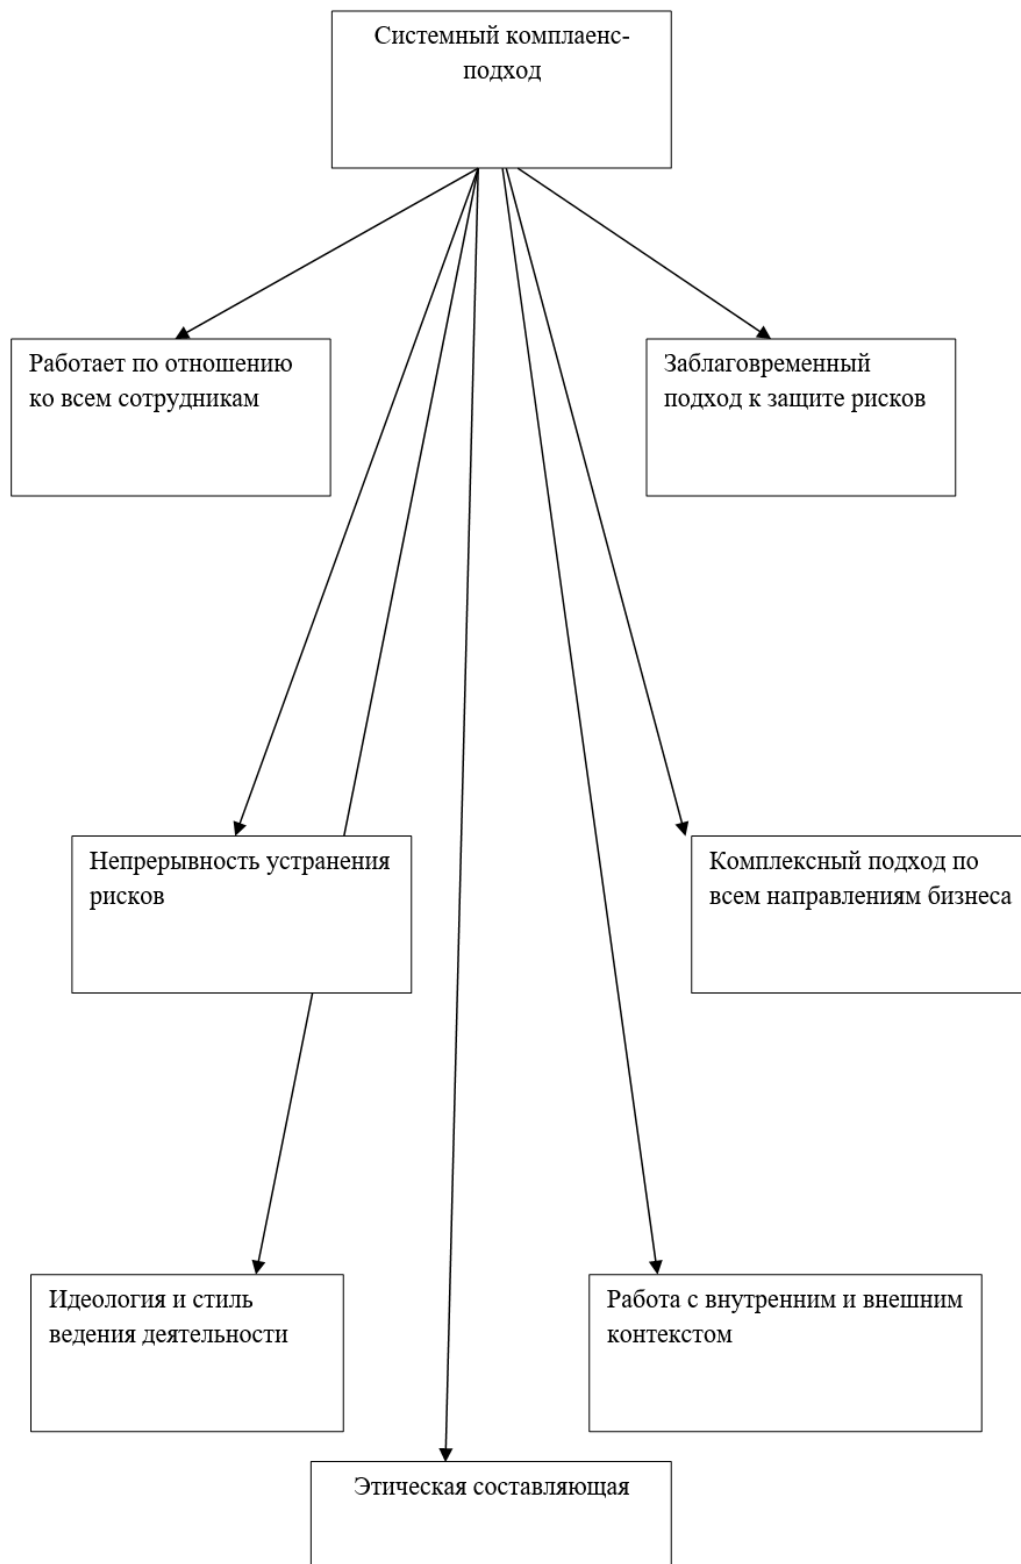 Системный комплаенс-
подход
Работает по отношению
ко всем сотрудникам
Заблаговременный
подход к защите рисков
Непрерывность устранения
рисков
Комплексный подход по
всем направлениям бизнеса
Идеология и стиль
ведения деятельности
Работа с внутренним и внешним
контекстом
Этическая составляющая